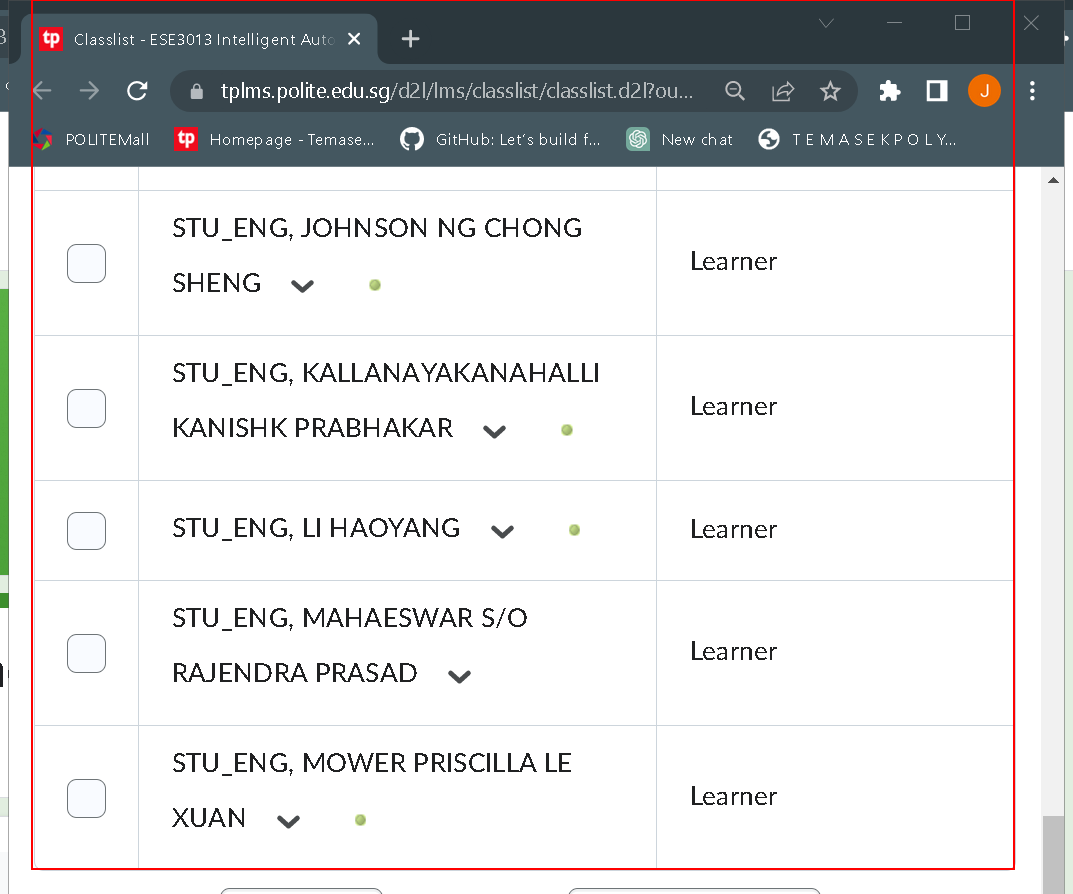 tp Classlist - ESE3013 Intelligent Auto
tplms.polite.edu.sg/d2l/lms/classlist/classlist.d2l?ou...
J
POLITEMall tp Homepage - Temase... GitHub: Let's build f... New chat T E M A S E K P O L Y...
STU_ENG, JOHNSON NG CHONG
SHENG
Learner
STU_ENG, KALLANAYAKANAHALLI
KANISHK PRABHAKAR
Learner
STU_ENG, LI HAOYANG
Learner
STU_ENG, MAHAESWAR S/O
RAJENDRA PRASAD
Learner
STU_ENG, MOWER PRISCILLA LE
XUAN
Learner